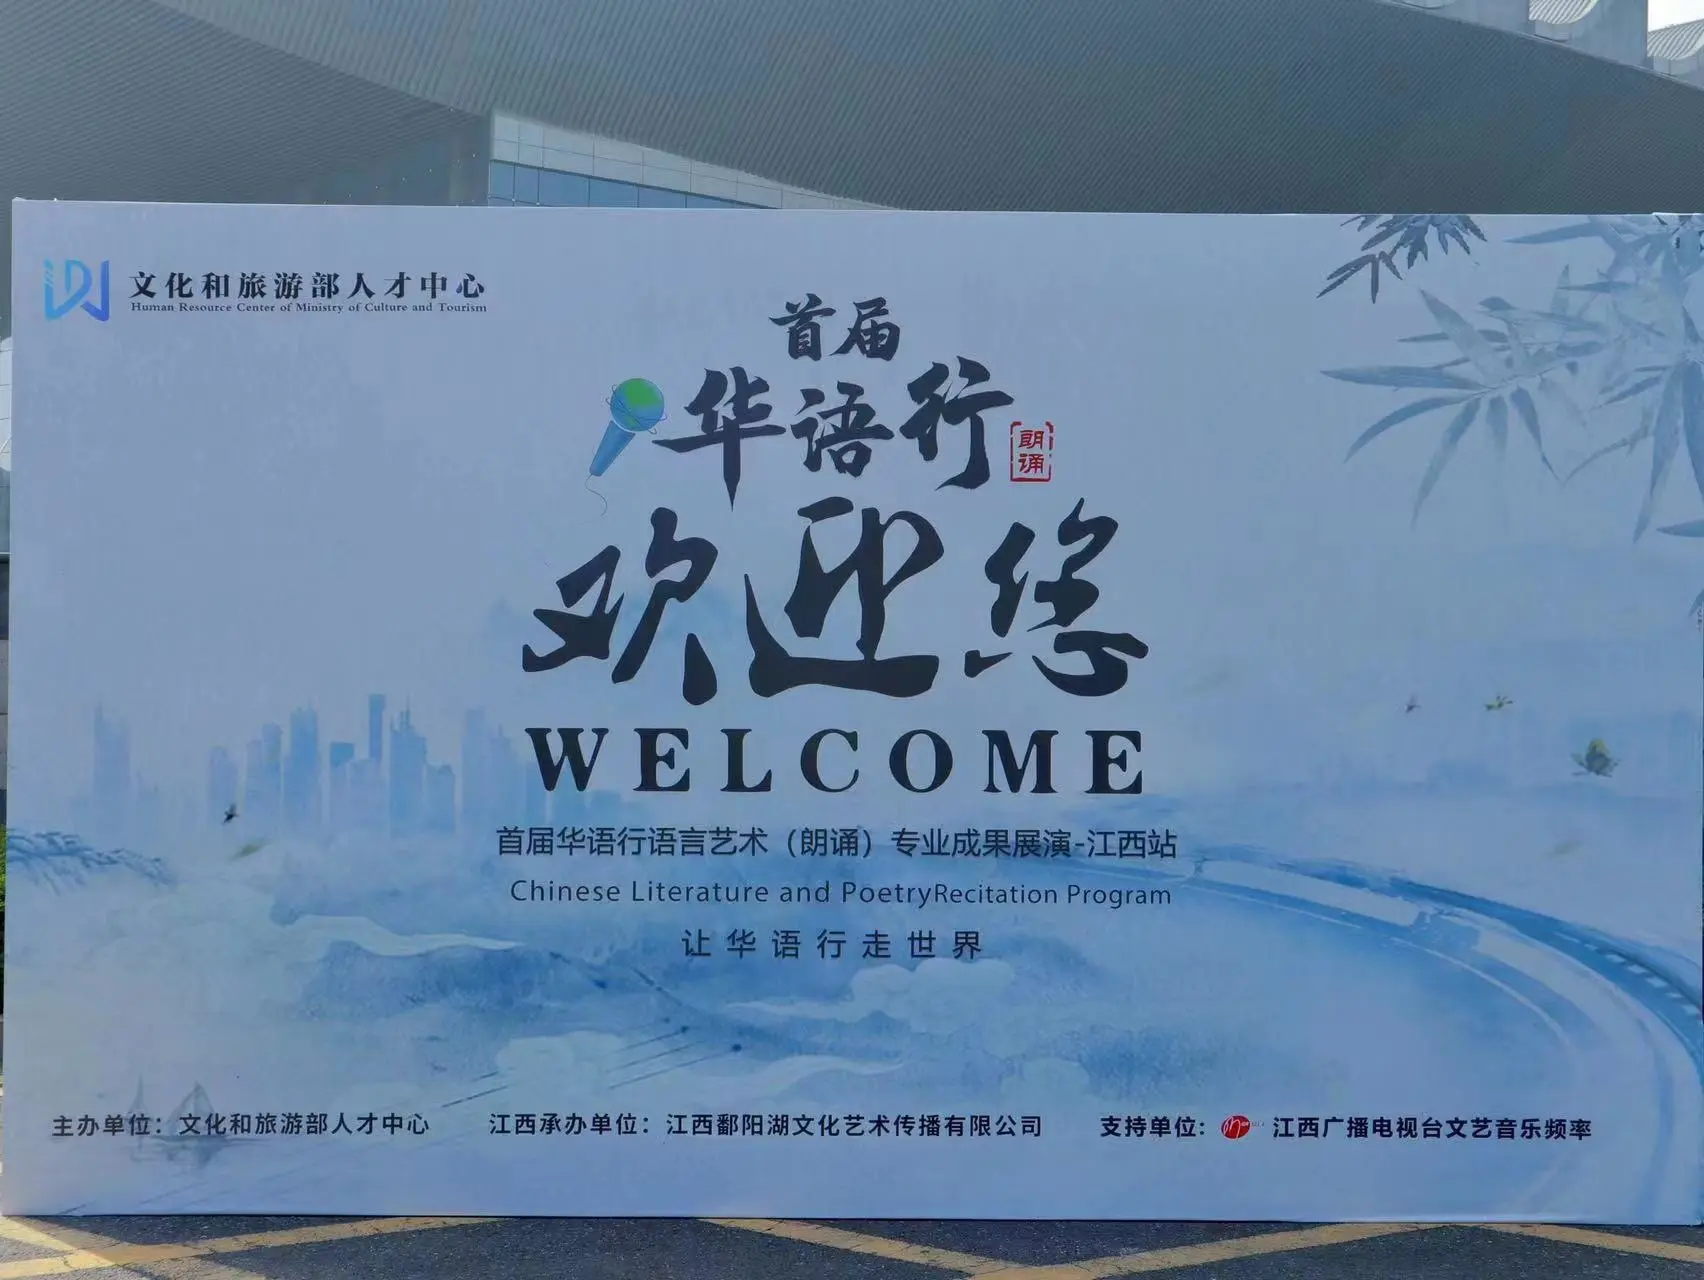 文化和旅游部人才中心
Human Resource Center of Ministry of Culture and Tourism
首届
华语行
朗诵
欢迎您
WELCOME
首届华语行语言艺术（朗诵）专业成果展演-江西站
Chinese Literature and PoetryRecitation Program
让华语行走世界
主办单位：文化和旅游部人才中心 江西承办单位：江西鄱阳湖文化艺术传播有限公司 支持单位: 江西广播电视台文艺音乐频率